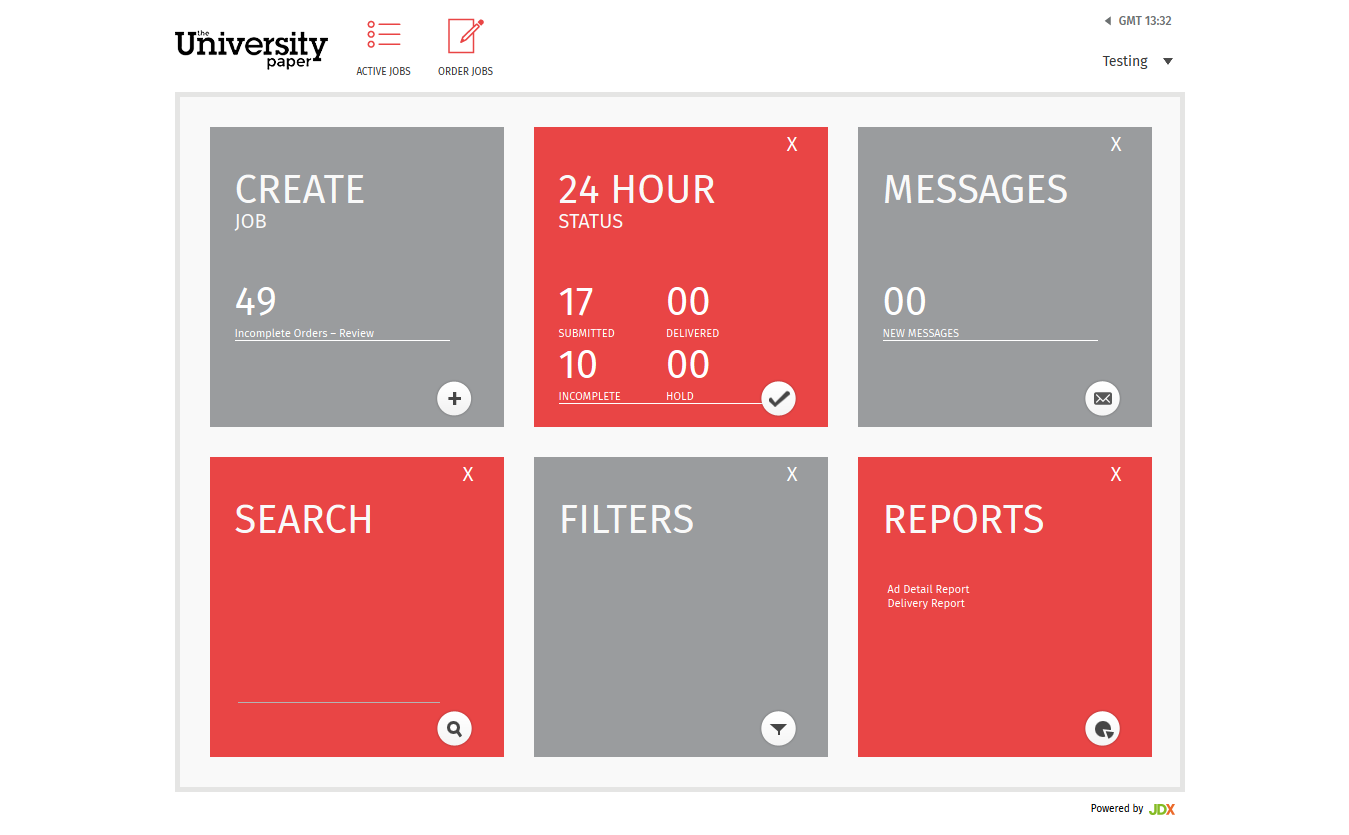 the
University
paper
ACTIVE JOBS
ORDER JOBS
GMT 13:32
Testing
CREATE
JOB
49
Incomplete Orders – Review
X
24 HOUR
STATUS
17
00
SUBMITTED
DELIVERED
10
00
INCOMPLETE
HOLD
X
MESSAGES
00
NEW MESSAGES
X
SEARCH
X
FILTERS
X
REPORTS
Ad Detail Report
Delivery Report
Powered by JDX